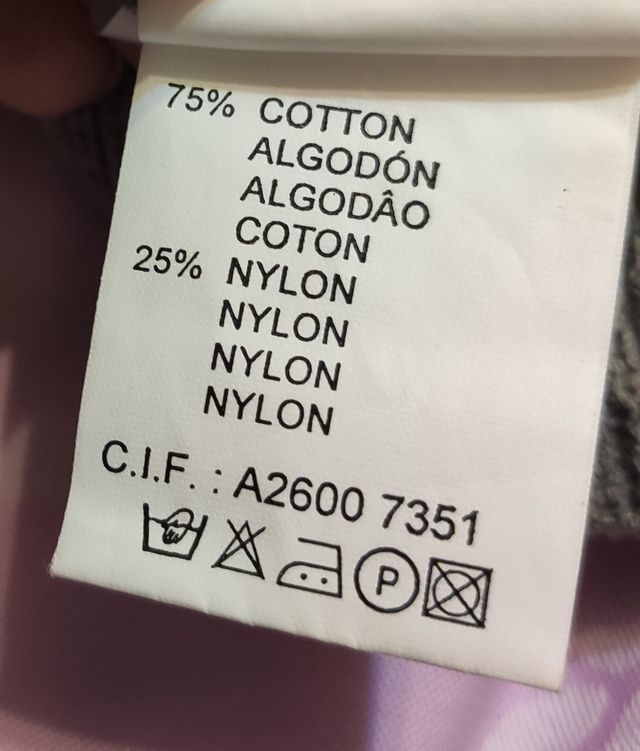 75% COTTON
ALGODÓN
ALGODÂO
COTON
25% NYLON
NYLON
NYLON
NYLON
C.I.F. : A2600 7351
P